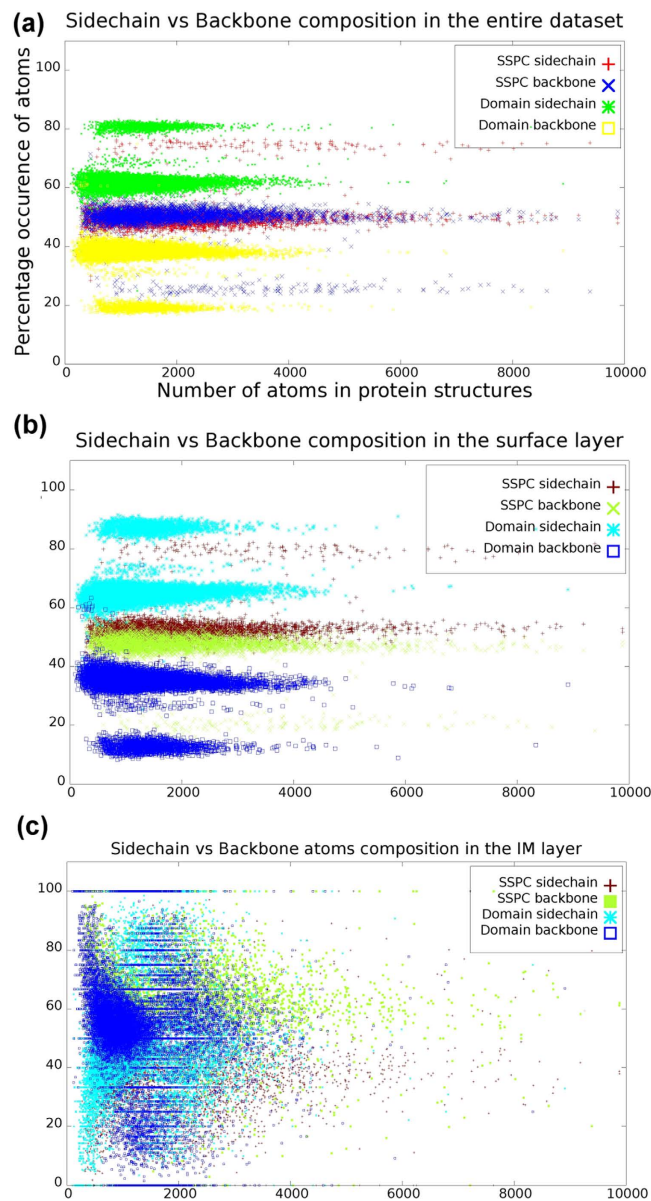 (a)
Sidechain vs Backbone composition in the entire dataset
SSPC sidechain
SSPC backbone
Domain sidechain
Domain backbone
Percentage occurence of atoms
100
80
60
40
20
0
0 2000 4000 6000 8000 10000
Number of atoms in protein structures
(b)
Sidechain vs Backbone composition in the surface layer
SSPC sidechain
SSPC backbone
Domain sidechain
Domain backbone
100
80
60
40
20
0
0 2000 4000 6000 8000 10000
(c)
Sidechain vs Backbone atoms composition in the IM layer
SSPC sidechain
SSPC backbone
Domain sidechain
Domain backbone
100
80
60
40
20
0
0 2000 4000 6000 8000 10000